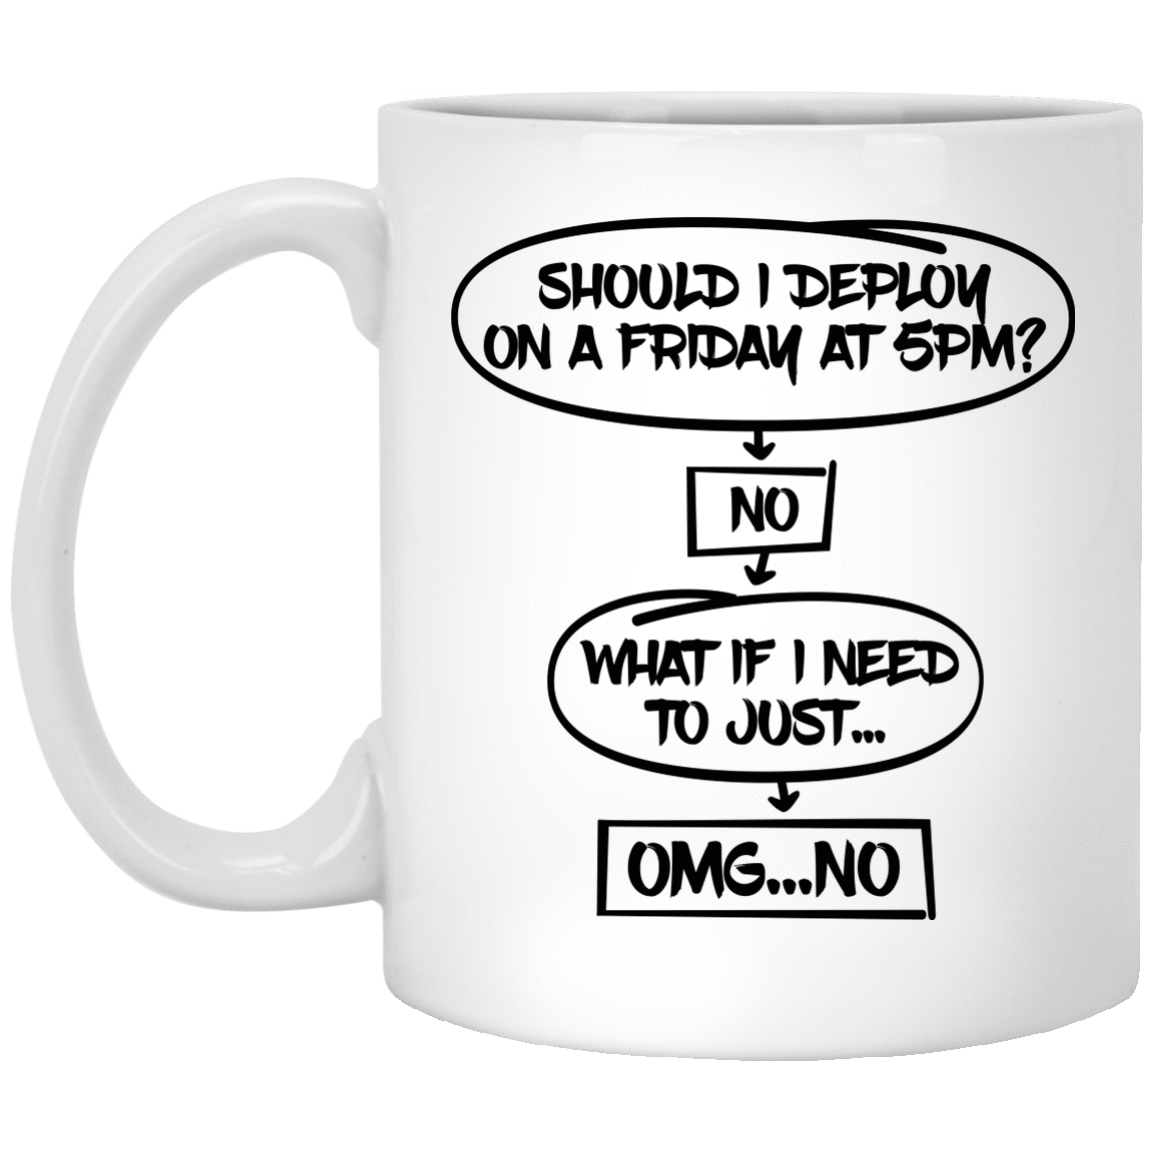 SHOULD I DEPLOY
ON A FRIDAY AT 5PM?
NO
WHAT IF I NEED
TO JUST...
OMG...NO